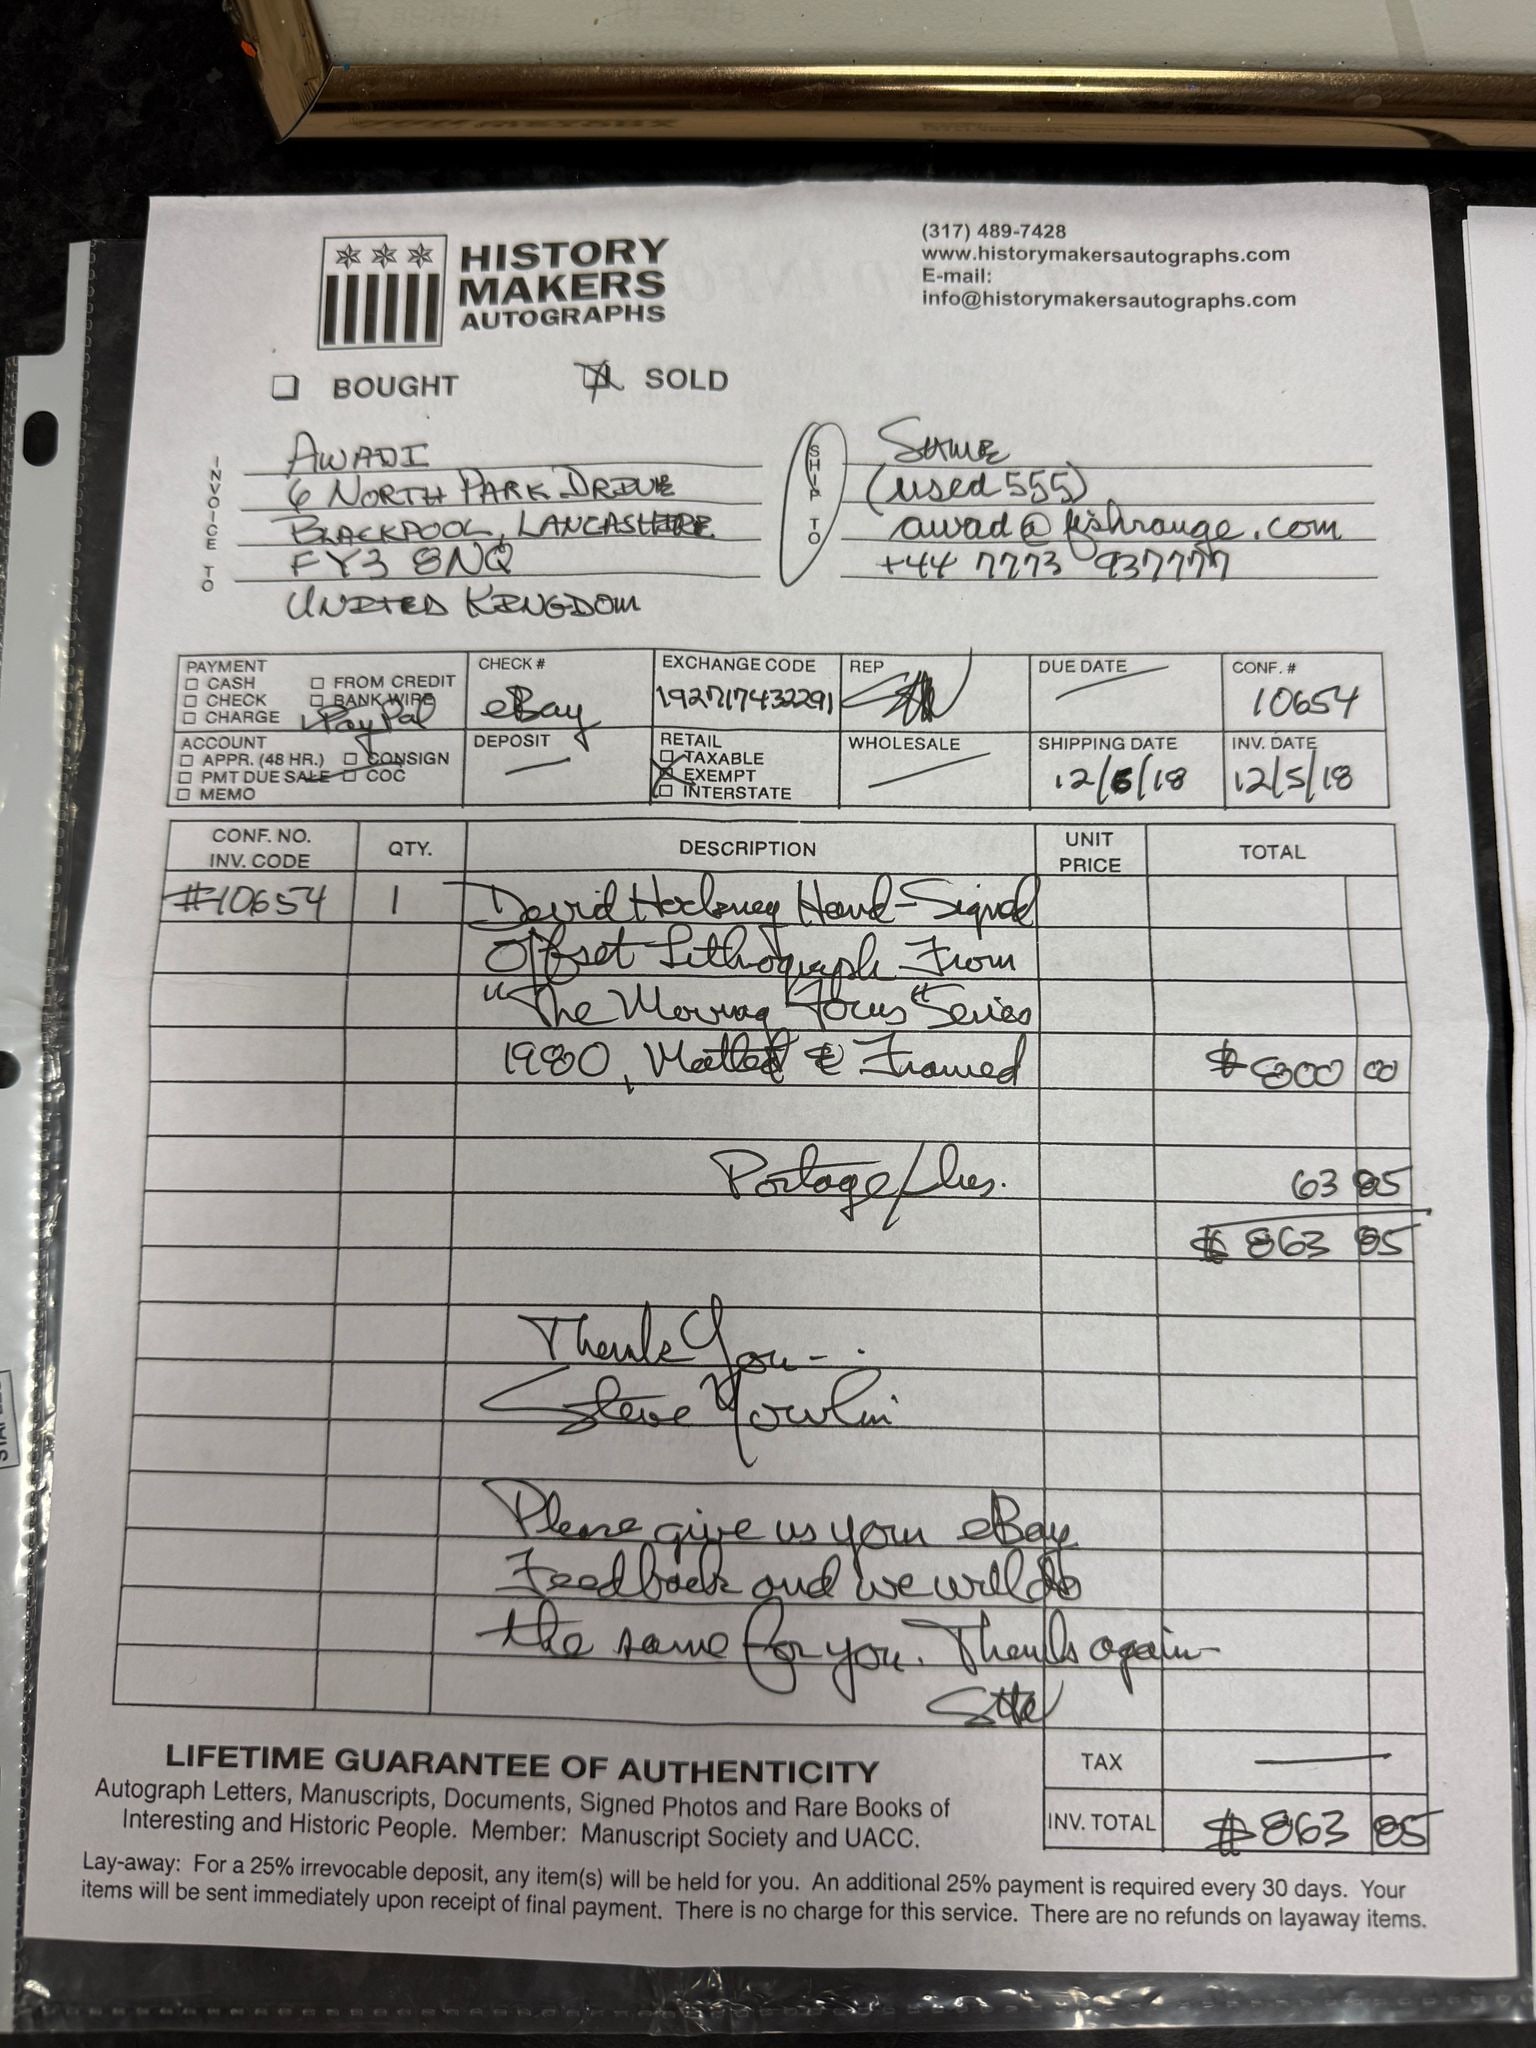 HISTORY
MAKERS
AUTOGRAPHS
(317) 489-7428
www.historymakersautographs.com
E-mail:
info@historymakersautographs.com
BOUGHT
SOLD
INVOICE TO
AWADI
6 NORTH PARK DRIVE
BLACKPOOL, LANCASHIRE
FY3 8NQ
UNITED KINGDOM
SHIP TO
SAME
(used555)
awad@fishrange.com
+44 7773 937777
PAYMENT
CASH
FROM CREDIT
CHECK
BANK WIRE
CHARGE
PayPal
CHECK #
eBay
EXCHANGE CODE
192717432291
REP
DUE DATE
CONF. #
10654
ACCOUNT
APPR. (48 HR.)
CONSIGN
PMT DUE SALE
COC
MEMO
DEPOSIT
RETAIL
TAXABLE
EXEMPT
INTERSTATE
WHOLESALE
SHIPPING DATE
12/6/18
INV. DATE
12/5/18
CONF. NO.
INV. CODE
QTY.
DESCRIPTION
UNIT
PRICE
TOTAL
#10654 1 David Hockney Hand-Signed
Offset Lithograph From
"The Moving Focus" Series
1980, Matted & Framed $800 00
Postage/Ins. 63 85
$ 863 85
Thank You-.
Steve
Please give us your eBay
Feedback and we will do
the same for you. Thanks again-
TAX
INV. TOTAL $863 85
LIFETIME GUARANTEE OF AUTHENTICITY
Autograph Letters, Manuscripts, Documents, Signed Photos and Rare Books of
Interesting and Historic People. Member: Manuscript Society and UACC.
Lay-away: For a 25% irrevocable deposit, any item(s) will be held for you. An additional 25% payment is required every 30 days. Your
items will be sent immediately upon receipt of final payment. There is no charge for this service. There are no refunds on layaway items.